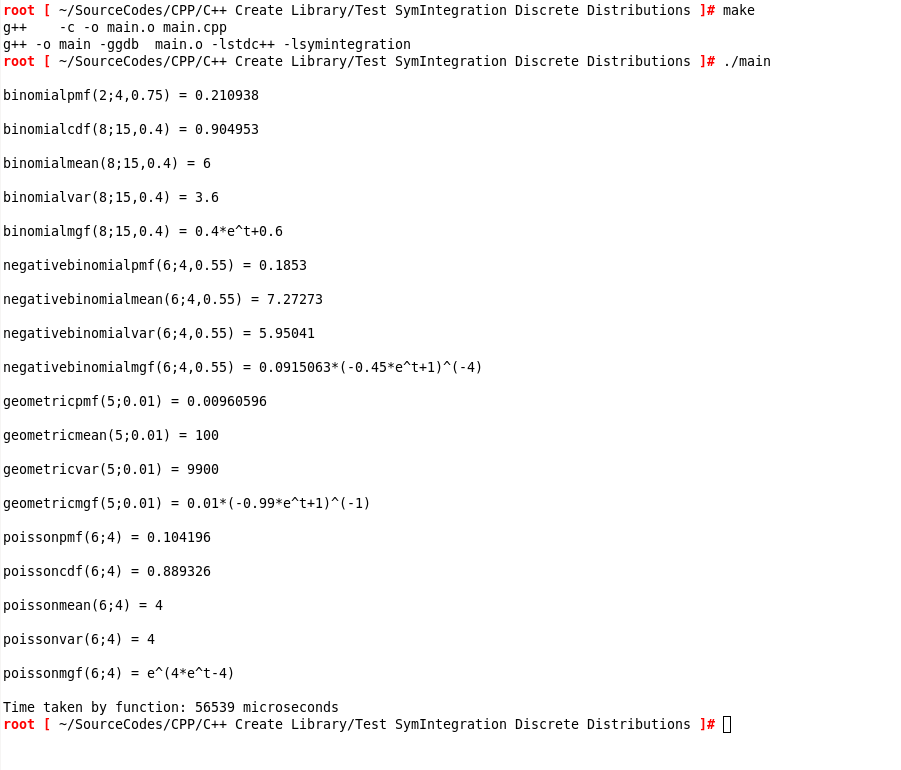 root [ ~/SourceCodes/CPP/C++ Create Library/Test SymIntegration Discrete Distributions ]# make
g++    -c -o main.o main.cpp
g++ -o main -ggdb  main.o -lstdc++ -lsymintegration
root [ ~/SourceCodes/CPP/C++ Create Library/Test SymIntegration Discrete Distributions ]# ./main
binomialpmf(2;4,0.75) = 0.210938
binomialcdf(8;15,0.4) = 0.904953
binomialmean(8;15,0.4) = 6
binomialvar(8;15,0.4) = 3.6
binomialmgf(8;15,0.4) = 0.4*e^t+0.6
negativebinomialpmf(6;4,0.55) = 0.1853
negativebinomialmean(6;4,0.55) = 7.27273
negativebinomialvar(6;4,0.55) = 5.95041
negativebinomialmgf(6;4,0.55) = 0.0915063*(-0.45*e^t+1)^(-4)
geometricpmf(5;0.01) = 0.00960596
geometricmean(5;0.01) = 100
geometricvar(5;0.01) = 9900
geometricmgf(5;0.01) = 0.01*(-0.99*e^t+1)^(-1)
poissonpmf(6;4) = 0.104196
poissoncdf(6;4) = 0.889326
poissonmean(6;4) = 4
poissonvar(6;4) = 4
poissonmgf(6;4) = e^(4*e^t-4)
Time taken by function: 56539 microseconds
root [ ~/SourceCodes/CPP/C++ Create Library/Test SymIntegration Discrete Distributions ]#